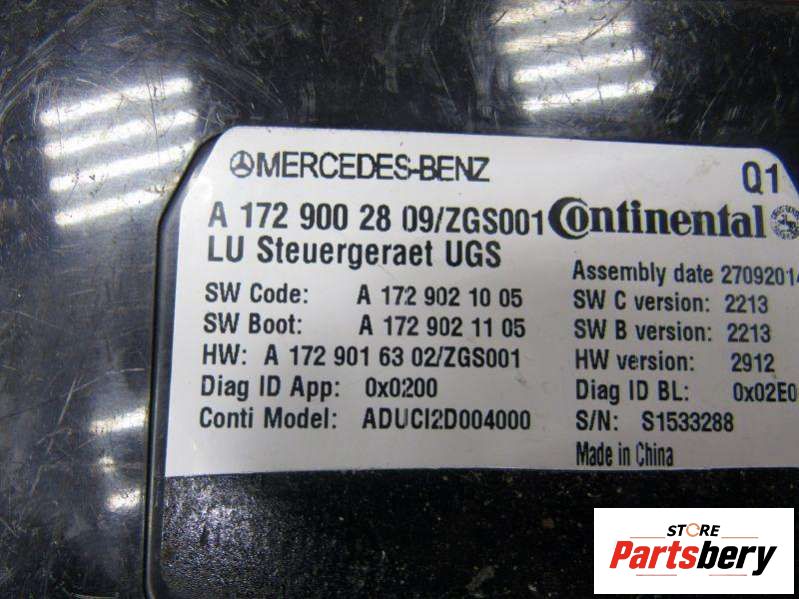 MERCEDES-BENZ
Q1
A 172 900 28 09/ZGS001
Continental
LU Steuergeraet UGS
Assembly date 2709201
SW Code: A 172 902 10 05
SW C version: 2213
SW Boot: A 172 902 11 05
SW B version: 2213
HW: A 172 901 63 02/ZGS001
HW version: 2912
Diag ID App: 0x0200
Diag ID BL: 0x02E0
Conti Model: ADUCI2D004000
S/N: S1533288
Made in China
STORE
Partsbery